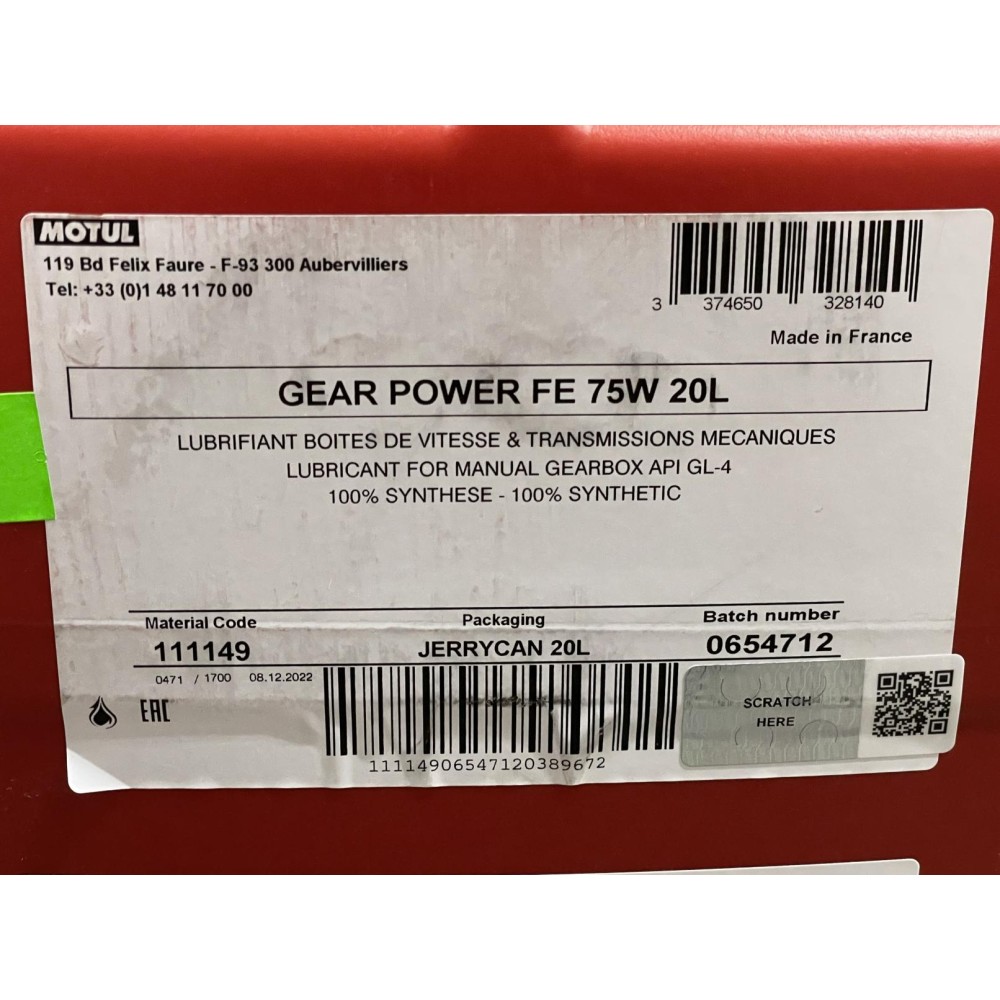 MOTUL
119 Bd Felix Faure - F-93 300 Aubervilliers
Tel: +33 (0)1 48 11 70 00
3 374650 328140
Made in France
GEAR POWER FE 75W 20L
LUBRIFIANT BOITES DE VITESSE & TRANSMISSIONS MECANIQUES
LUBRICANT FOR MANUAL GEARBOX API GL-4
100% SYNTHESE - 100% SYNTHETIC
Material Code Packaging Batch number
111149 JERRYCAN 20L 0654712
0471 / 1700 08.12.2022
EAC
SCRATCH
HERE
11114906547120389672